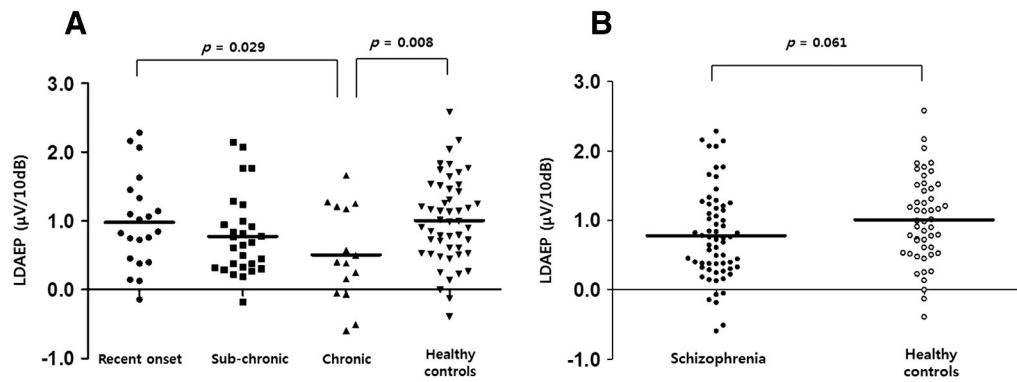 A
p = 0.029
p = 0.008
LDAEP (µV/10dB)
3.0
2.0
1.0
0.0
-1.0
Recent onset
Sub-chronic
Chronic
Healthy
controls
B
p = 0.061
LDAEP (µV/10dB)
3.0
2.0
1.0
0.0
-1.0
Schizophrenia
Healthy
controls